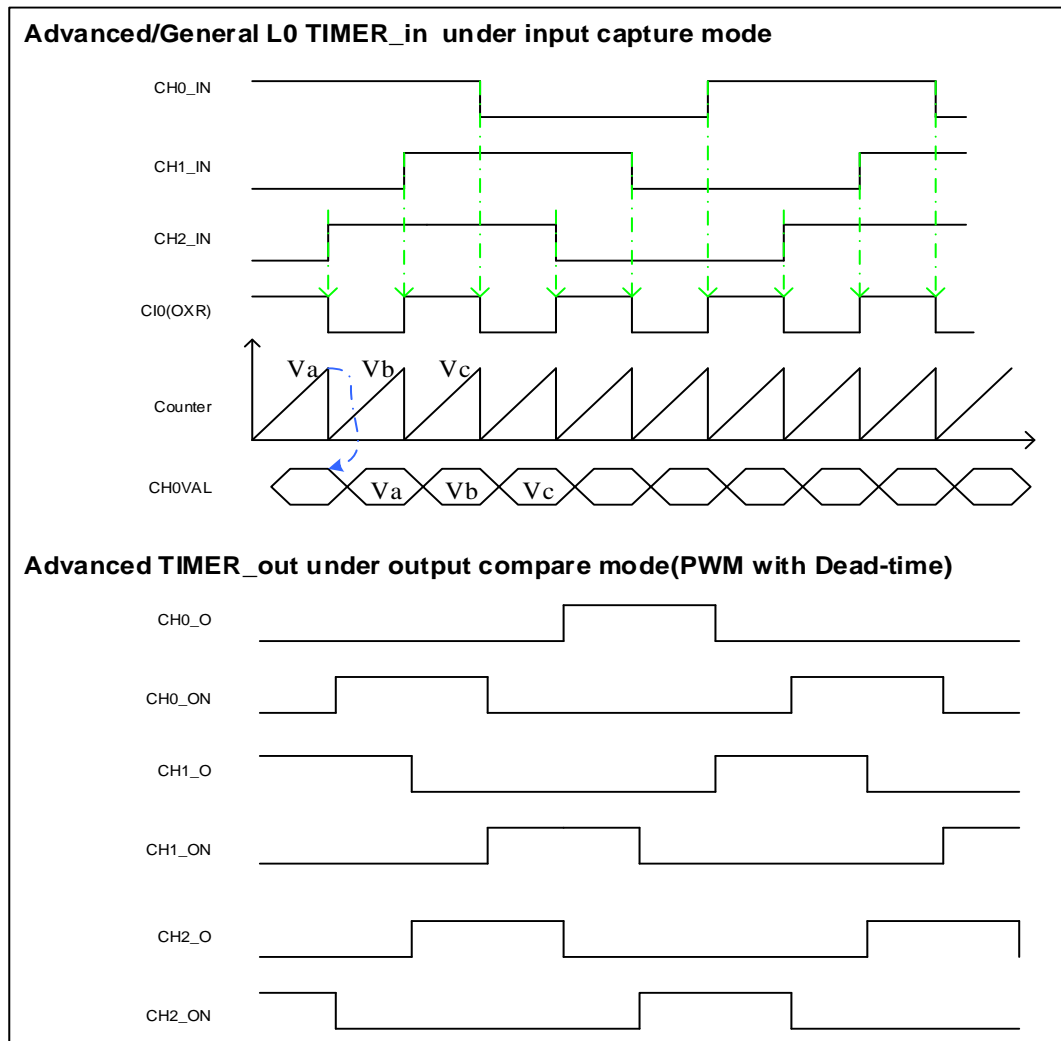 Advanced/General L0 TIMER_in under input capture mode
CH0_IN
CH1_IN
CH2_IN
CI0(OXR)
Va Vb Vc
Counter
CH0VAL
Va Vb Vc
Advanced TIMER_out under output compare mode(PWM with Dead-time)
CH0_O
CH0_ON
CH1_O
CH1_ON
CH2_O
CH2_ON